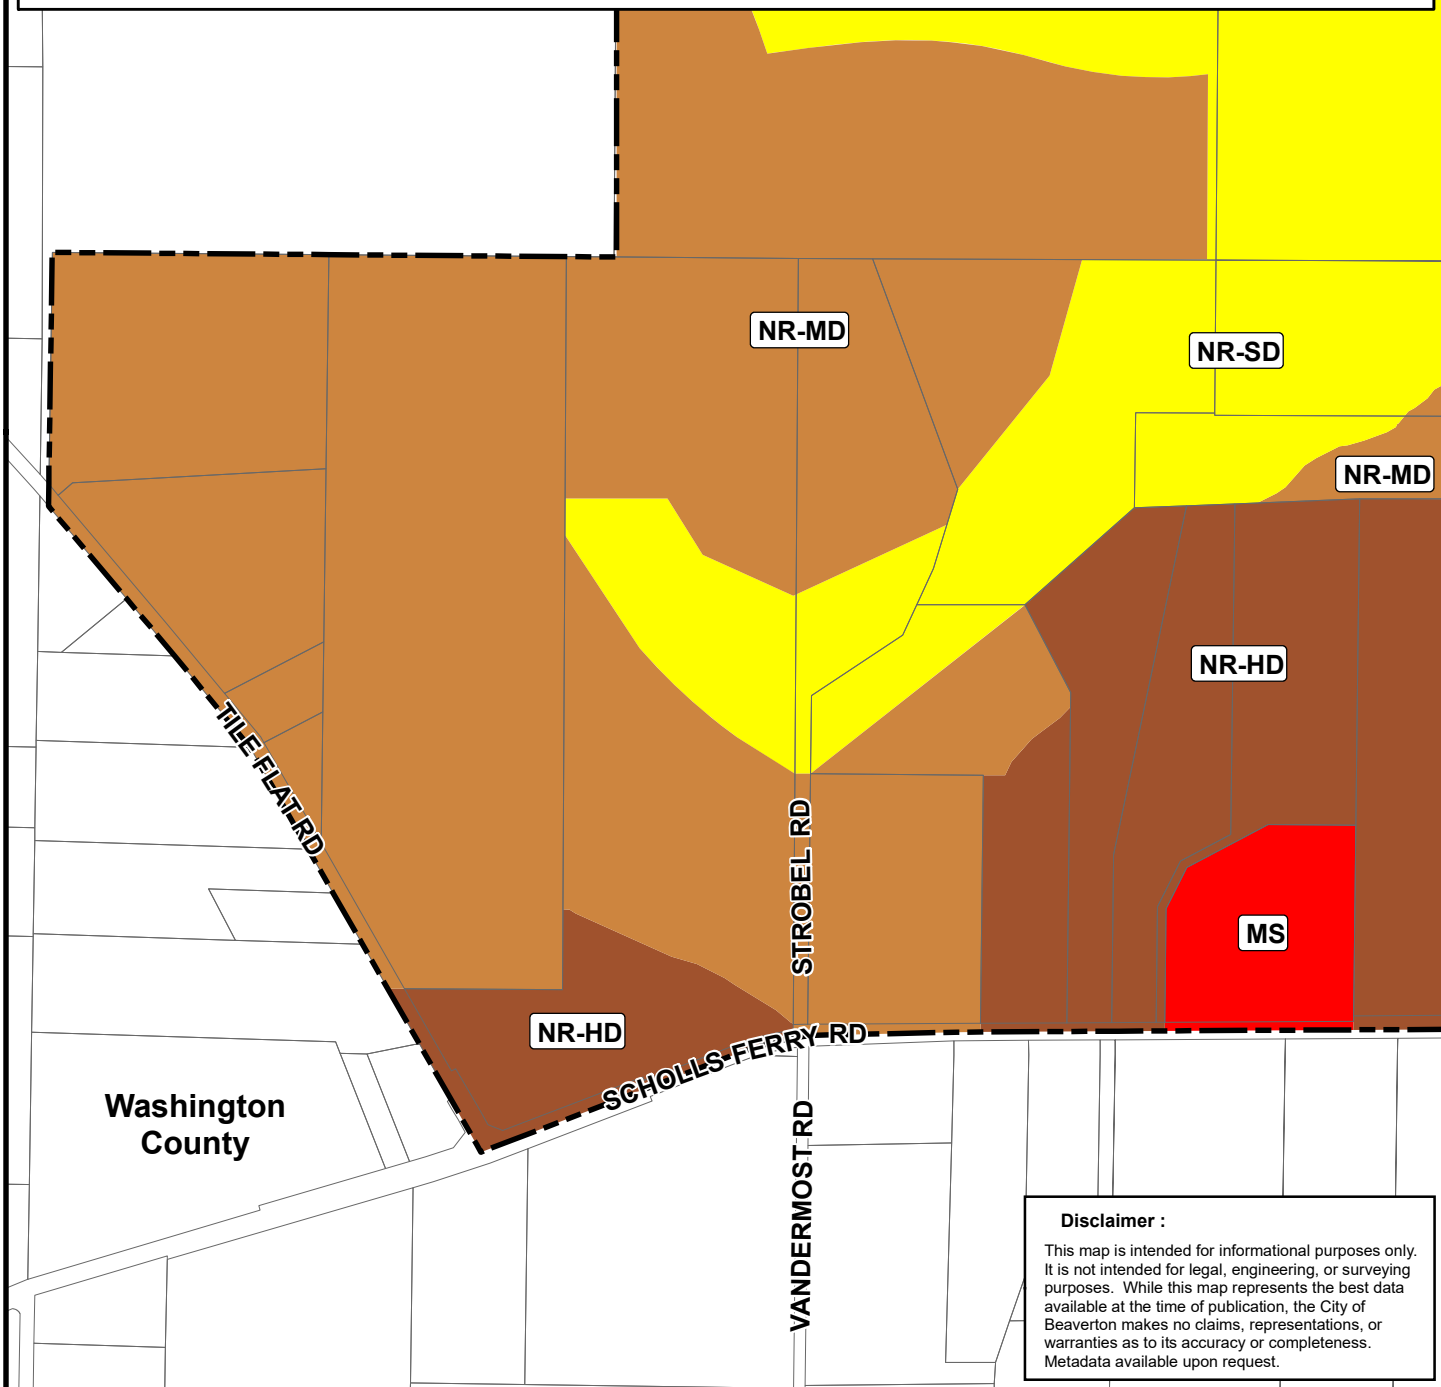 NR-MD
NR-SD
NR-MD
NR-HD
TILE FLAT RD
STROBEL RD
MS
NR-HD
SCHOLLS FERRY RD
Washington
County
VANDERMOST RD
Disclaimer :
This map is intended for informational purposes only.
It is not intended for legal, engineering, or surveying
purposes. While this map represents the best data
available at the time of publication, the City of
Beaverton makes no claims, representations, or
warranties as to its accuracy or completeness.
Metadata available upon request.